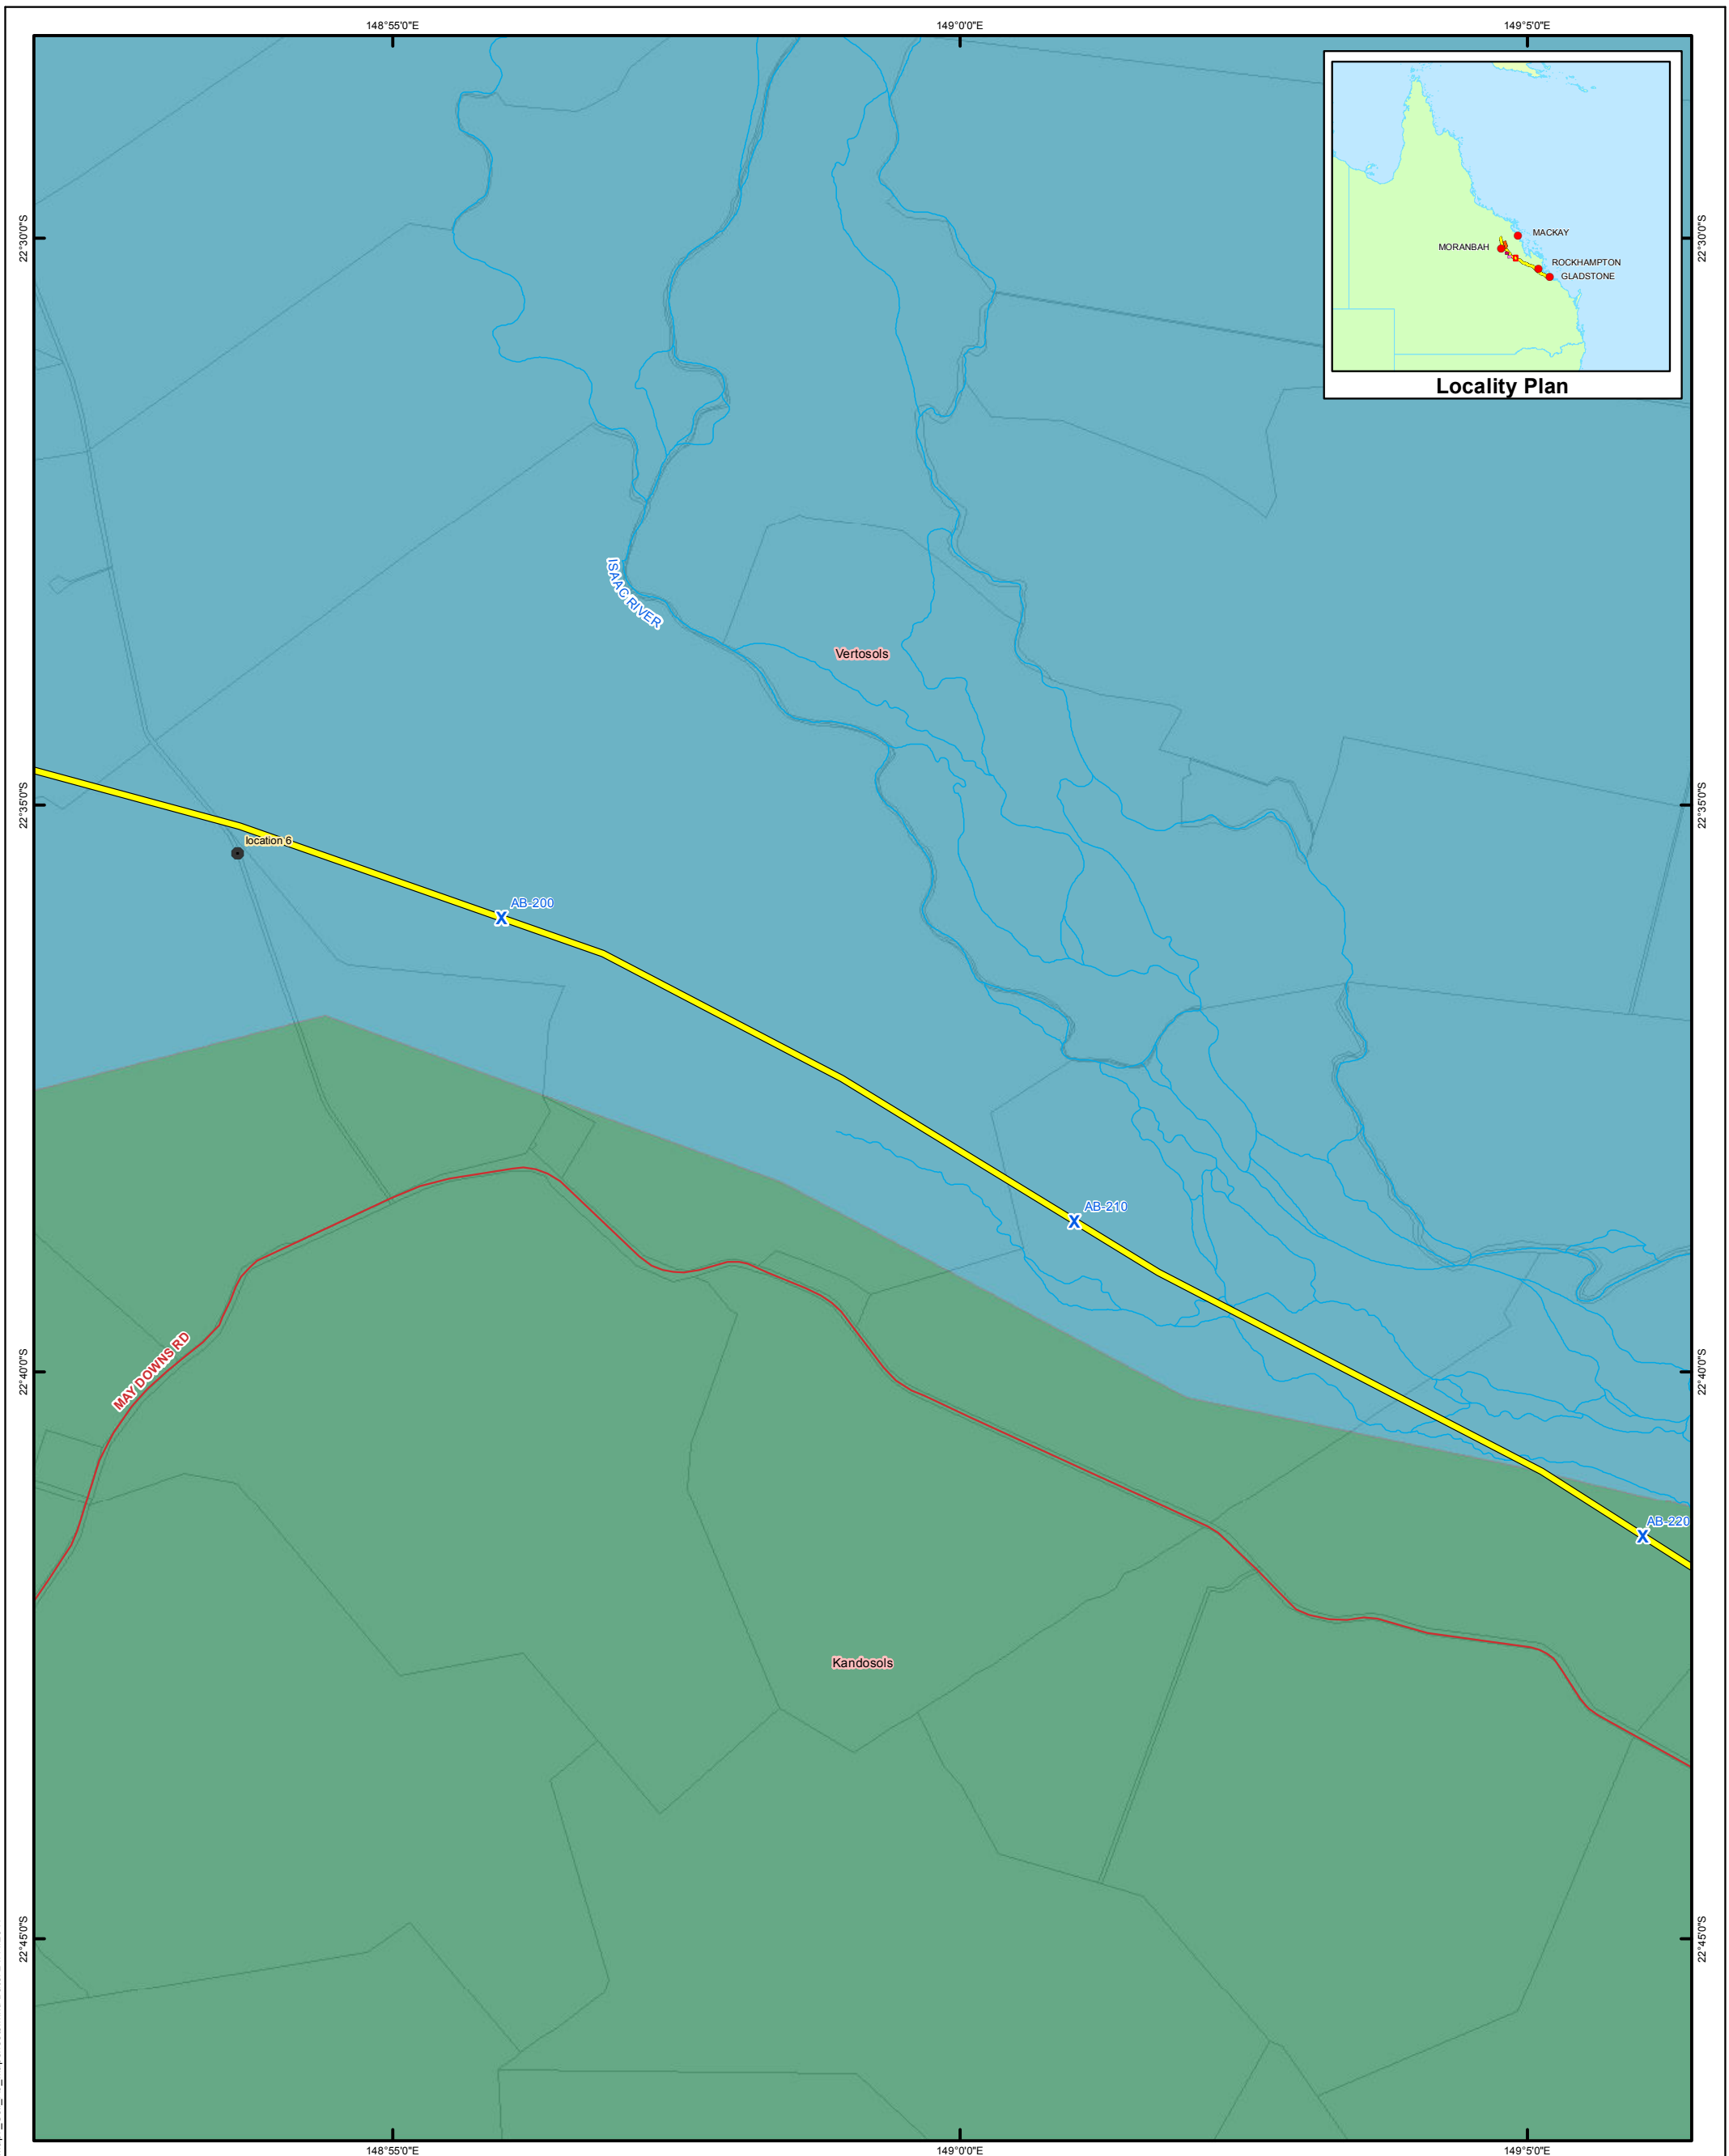 148°55'0"E
149°0'0"E
149°5'0"E
22°30'0"S
22°30'0"S
MACKAY
MORANBAH
ROCKHAMPTON
GLADSTONE
Locality Plan
ISAAC RIVER
Vertosols
22°35'0"S
22°35'0"S
location 6
AB-200
X
AB-210
X
MAY DOWNS RD
22°40'0"S
22°40'0"S
AB-220
X
Kandosols
22°45'0"S
22°45'0"S
148°55'0"E
149°0'0"E
149°5'0"E